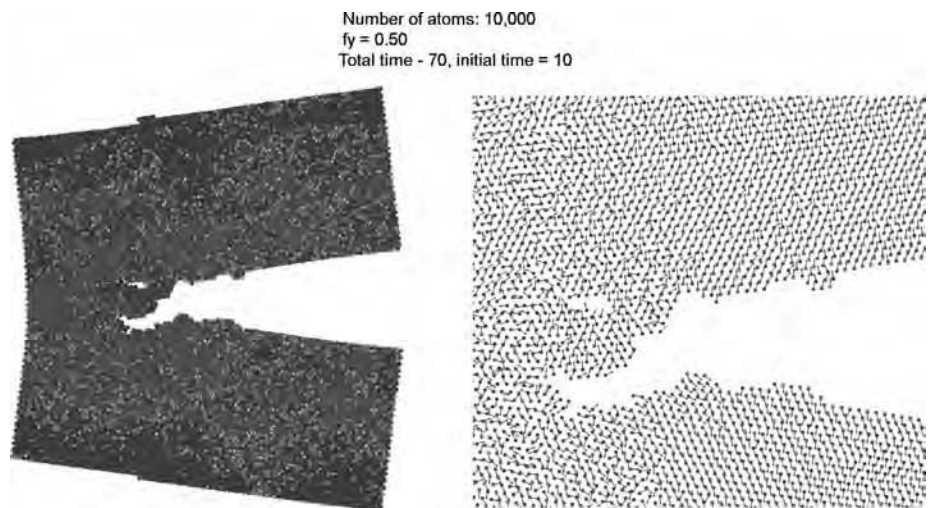 Number of atoms: 10,000
fy = 0.50
Total time - 70, initial time = 10